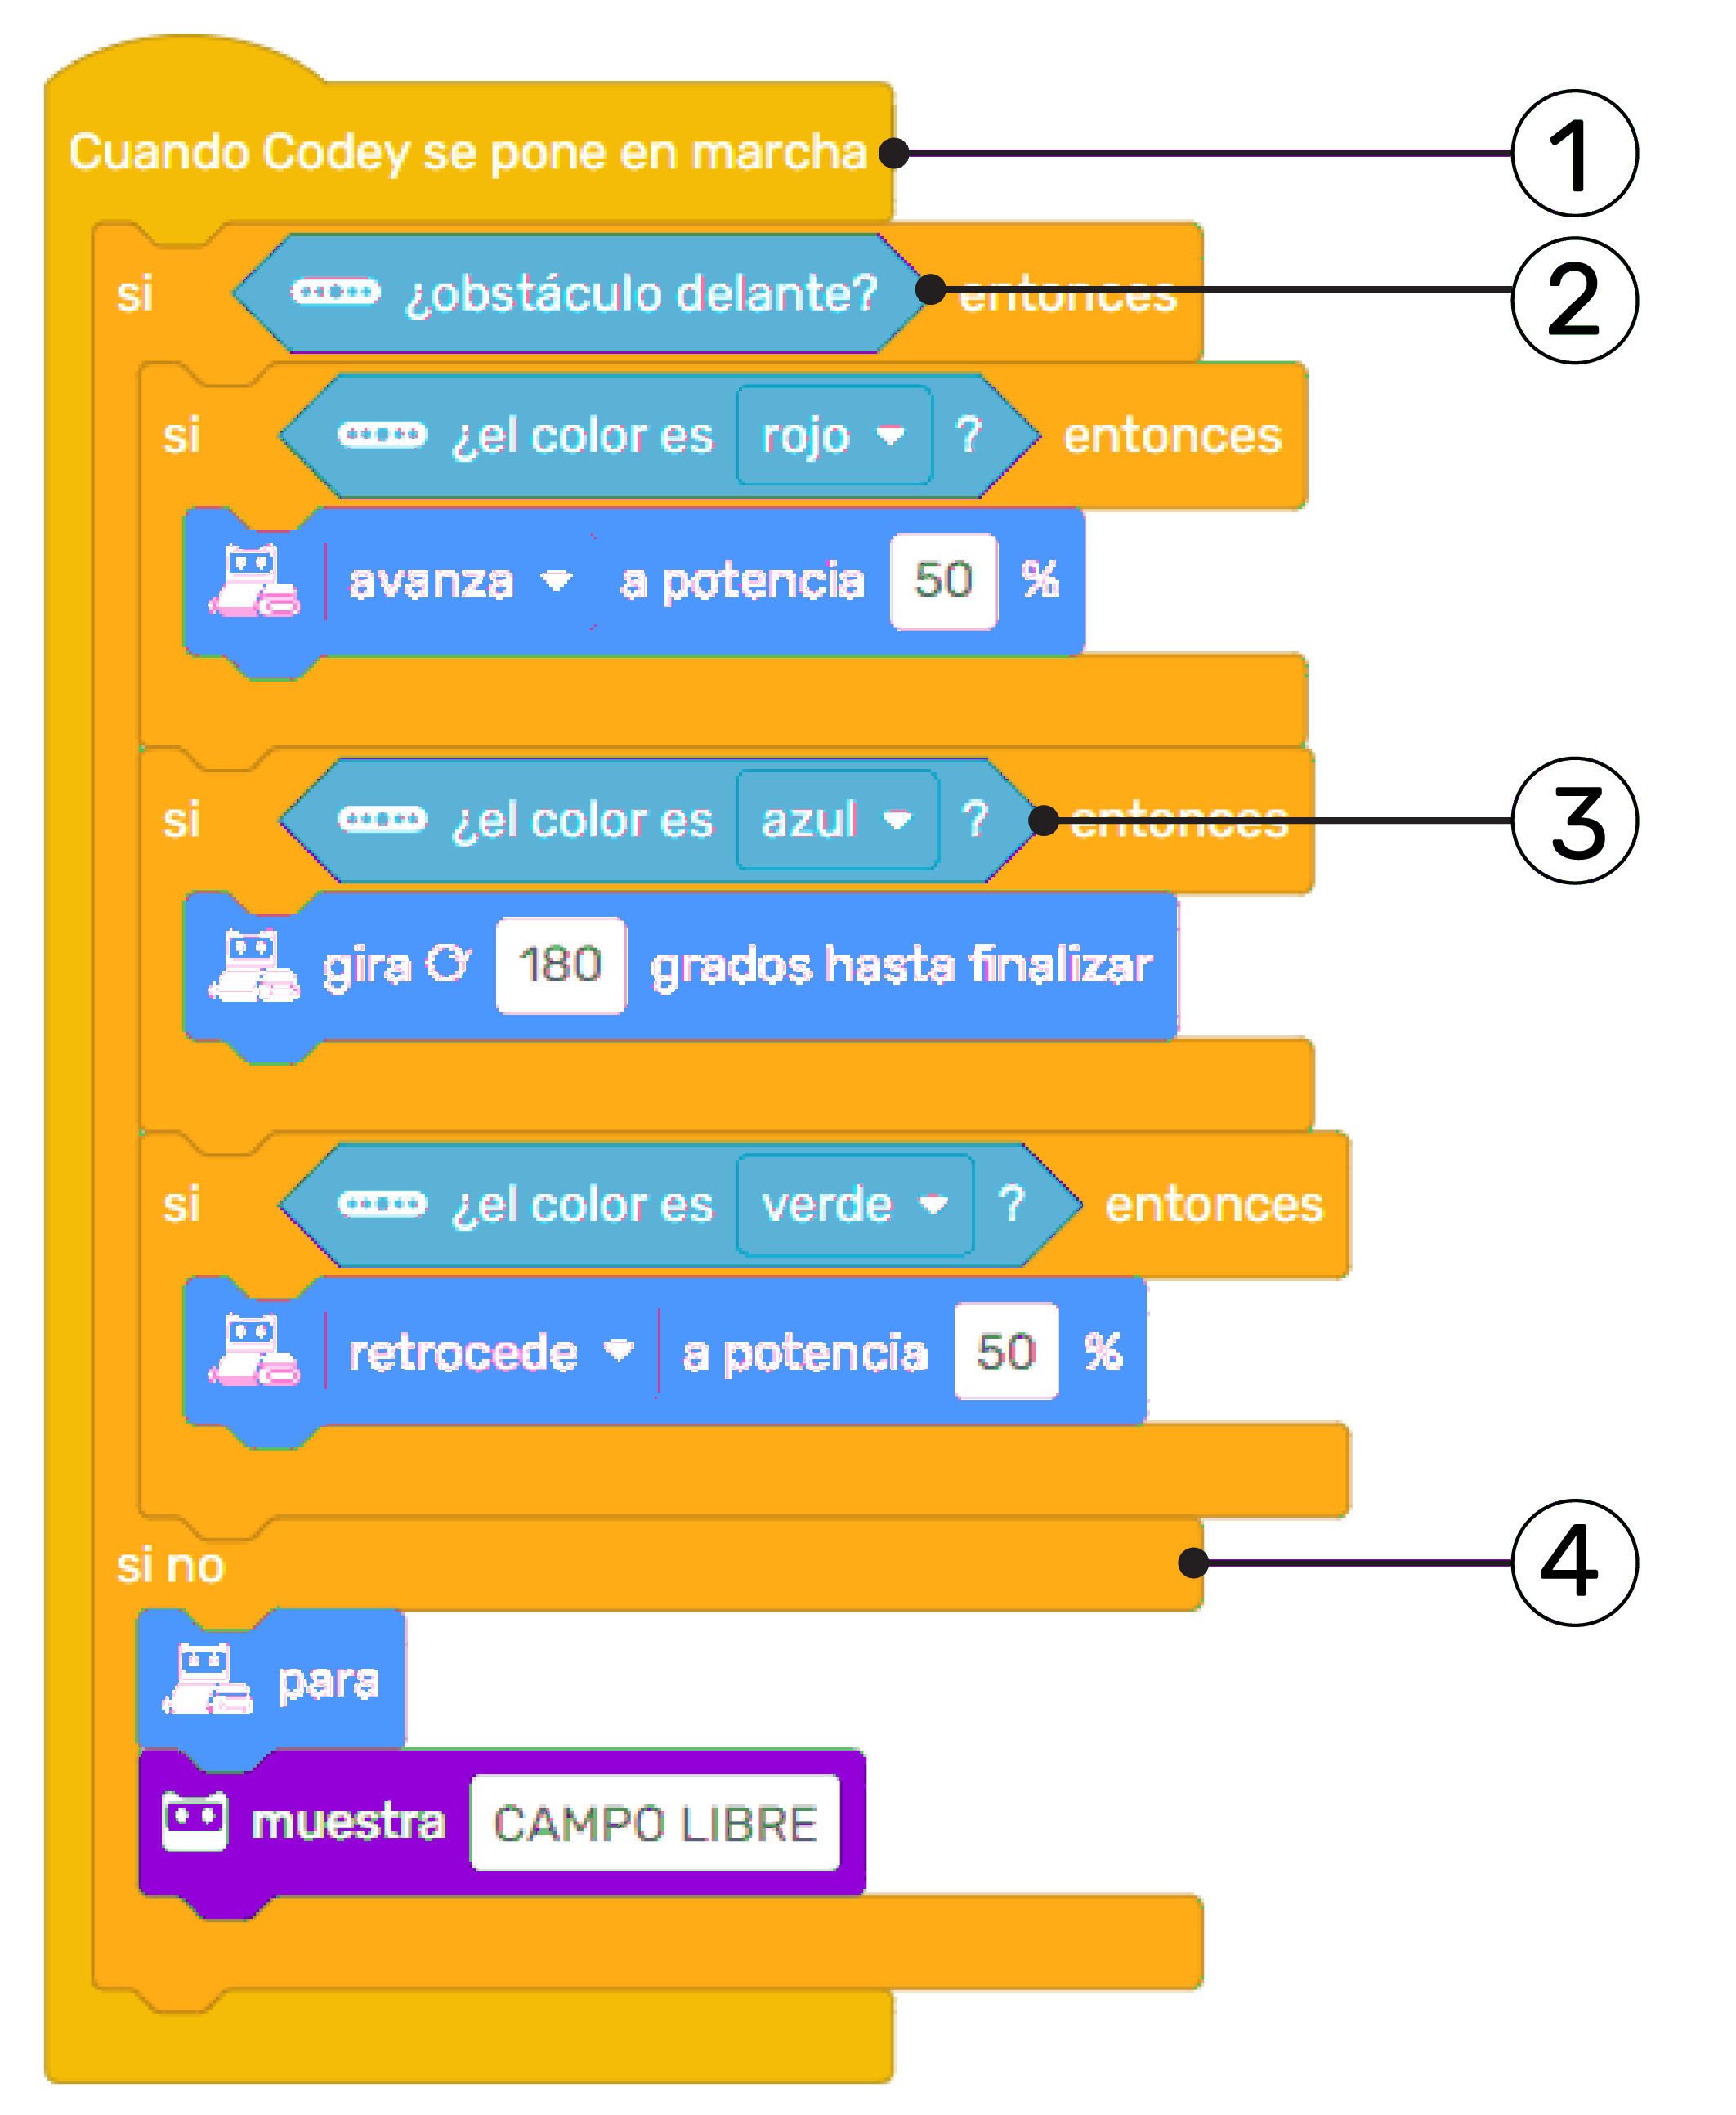 Cuando Codey se pone en marcha
1
si ¿obstáculo delante? entonces
2
si ¿el color es rojo ? entonces
avanza a potencia 50 %
si ¿el color es azul ? entonces
3
gira 180 grados hasta finalizar
si ¿el color es verde ? entonces
retrocede a potencia 50 %
si no
4
para
muestra CAMPO LIBRE